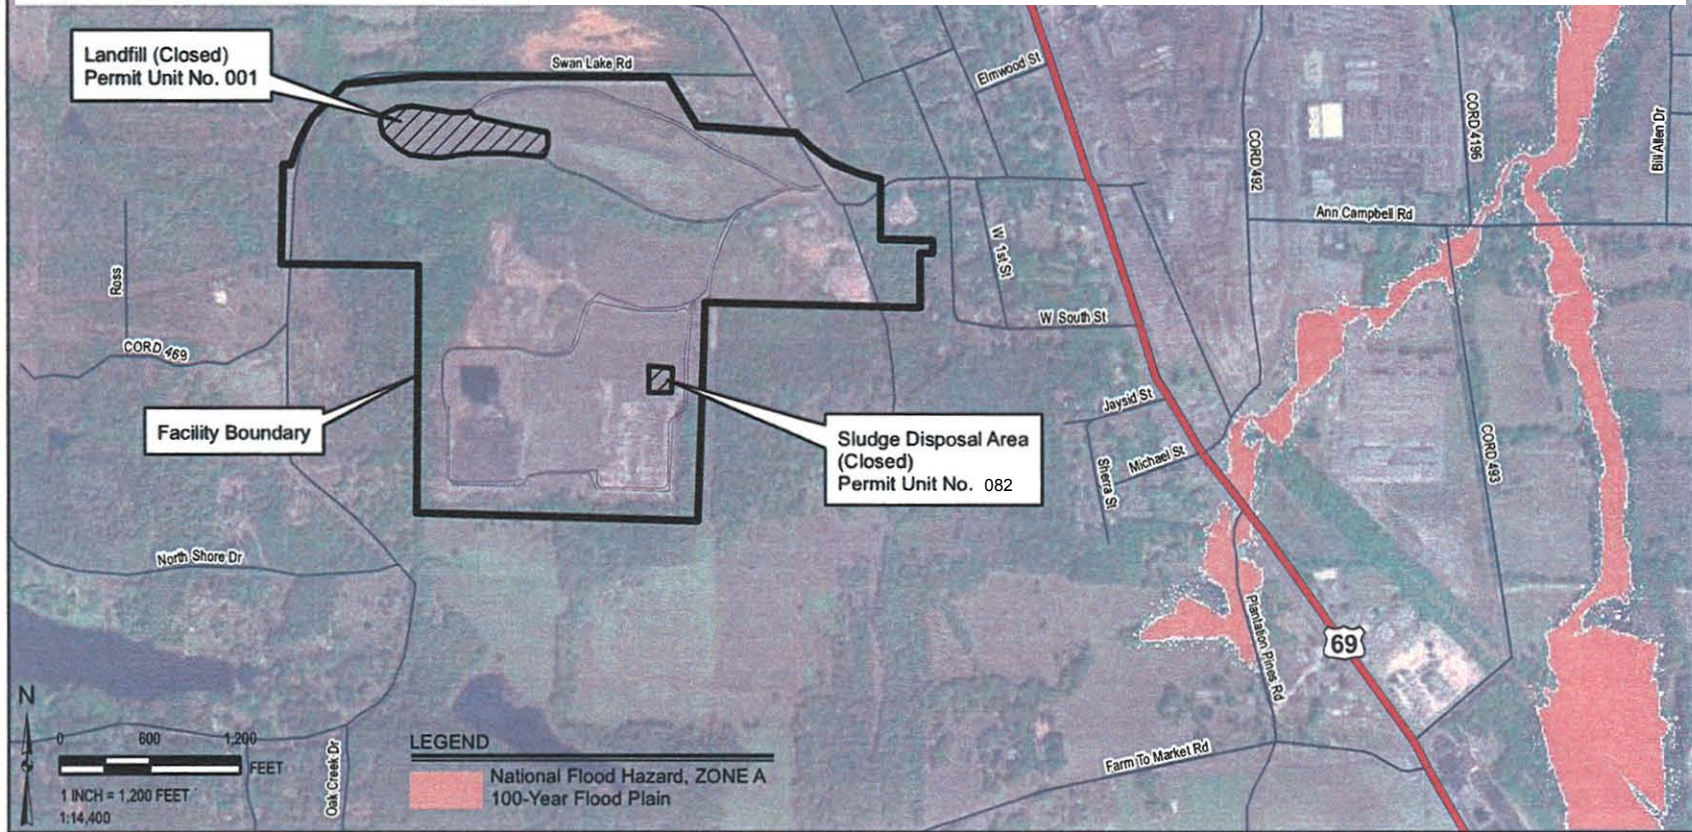 Landfill (Closed)
Permit Unit No. 001
Swan Lake Rd
Elmwood St
CORD 492
CORD 4196
Bill Allen Dr
Ann Campbell Rd
W 1st St
Ross
W South St
CORD 469
Jaysid St
Facility Boundary
Sludge Disposal Area
(Closed)
Permit Unit No. 082
Michael St
Sherra St
CORD 493
North Shore Dr
Plantation Pines Rd
69
N
0 600 1,200
FEET
1 INCH = 1,200 FEET
1:14,400
Oak Creek Dr
LEGEND
National Flood Hazard, ZONE A
100-Year Flood Plain
Farm To Market Rd